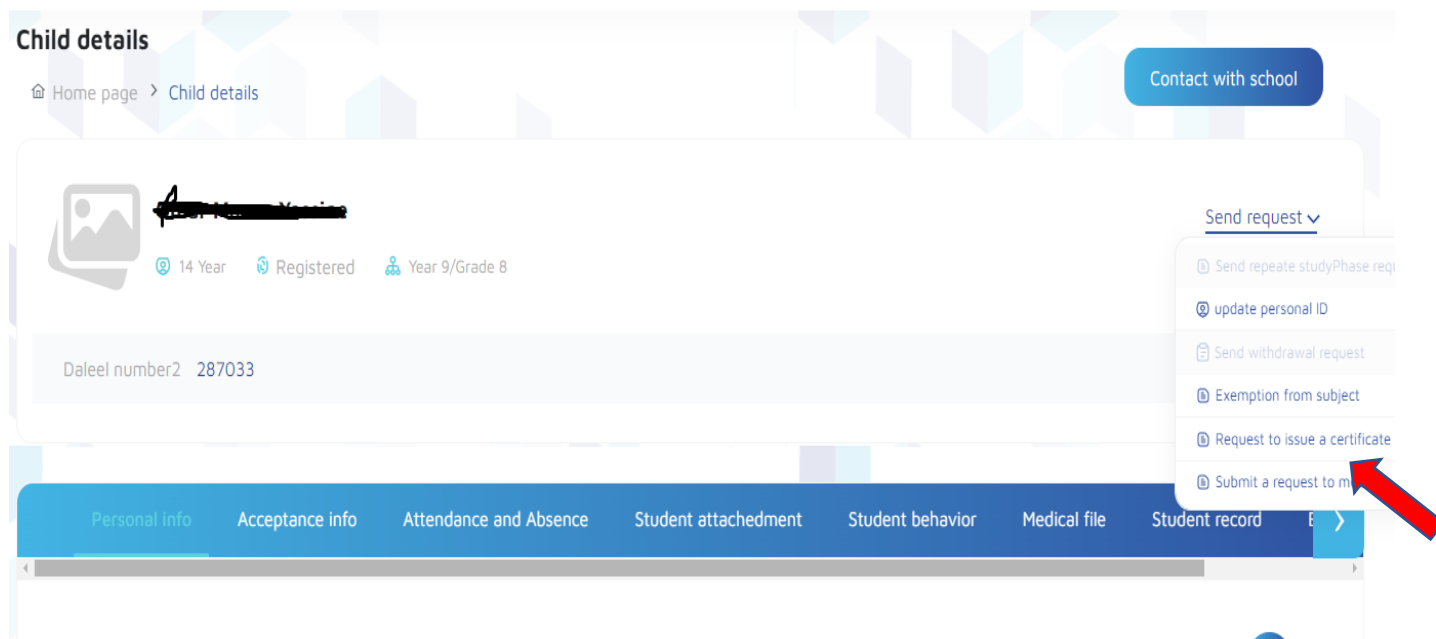 Child details
Contact with school
Home page > Child details
Send request
14 Year Registered Year 9/Grade 8
Send repeate studyPhase
update personal ID
Send withdrawal request
Daleel number2 287033
Exemption from subject
Request to issue a certificate
Submit a request to
Personal info Acceptance info Attendance and Absence Student attachedment Student behavior Medical file Student record